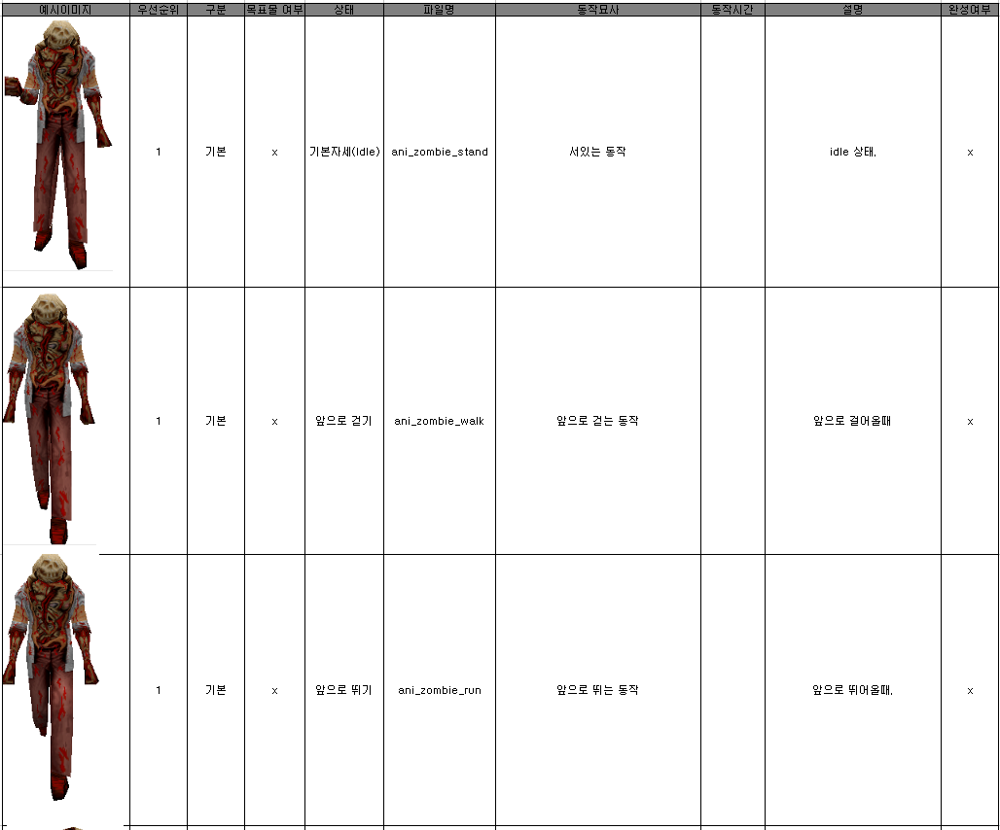 예시이미지 우선순위 구분 목표물 여부 상태 파일명 동작묘사 동작시간 설명 완성여부
1 기본 x 기본자세(Idle) ani_zombie_stand 서있는 동작 idle 상태. x
1 기본 x 앞으로 걷기 ani_zombie_walk 앞으로 걷는 동작 앞으로 걸어올때 x
1 기본 x 앞으로 뛰기 ani_zombie_run 앞으로 뛰는 동작 앞으로 뛰어올때. x